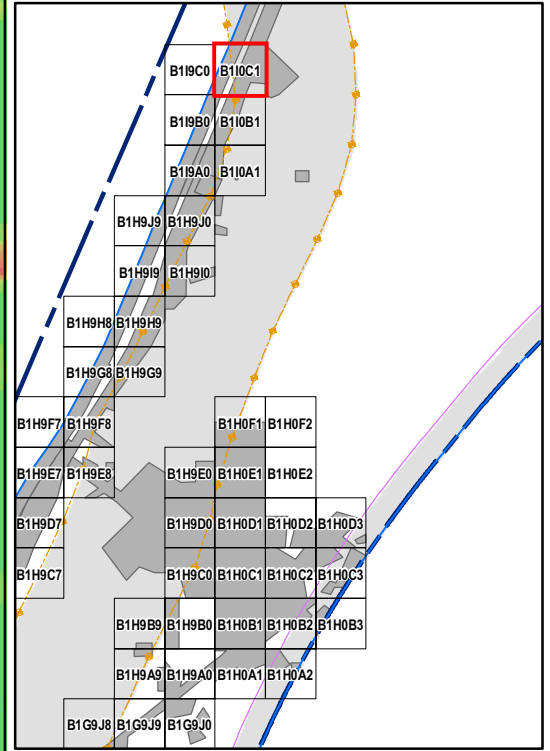 B1I9C0 B1I0C1
B1I9B0 B1I0B1
B1I9A0 B1I0A1
B1H9J9 B1H9J0
B1H9I9 B1H9I0
B1H9H8 B1H9H9
B1H9G8 B1H9G9
B1H9F7 B1H9F8 B1H0F1 B1H0F2
B1H9E7 B1H9E8 B1H9E0 B1H0E1 B1H0E2
B1H9D7 B1H9D0 B1H0D1 B1H0D2 B1H0D3
B1H9C7 B1H9C0 B1H0C1 B1H0C2 B1H0C3
B1H9B9 B1H9B0 B1H0B1 B1H0B2 B1H0B3
B1H9A9 B1H9A0 B1H0A1 B1H0A2
B1G9J8 B1G9J9 B1G9J0